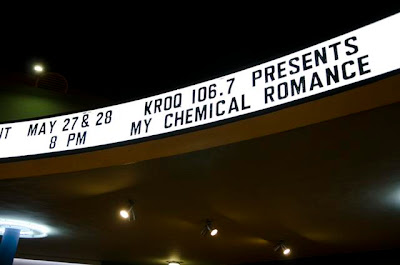 MAY 27 & 28 KROQ 106.7 PRESENTS
8 PM MY CHEMICAL ROMANCE